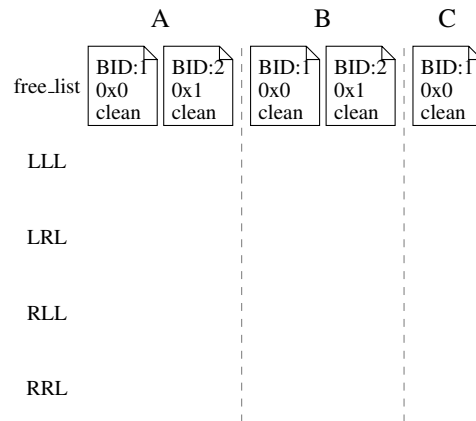 A B C
free_list
BID:1
0x0
clean
BID:2
0x1
clean
BID:1
0x0
clean
BID:2
0x1
clean
BID:1
0x0
clean
LLL
LRL
RLL
RRL